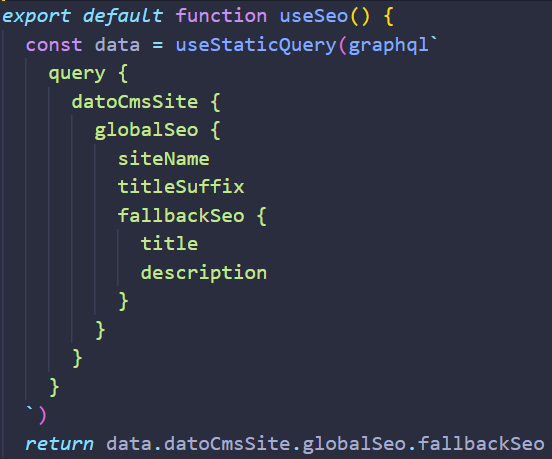 export default function useSeo() {
  const data = useStaticQuery(graphql`
    query {
      datoCmsSite {
        globalSeo {
          siteName
          titleSuffix
          fallbackSeo {
            title
            description
          }
        }
      }
    }
  `)
  return data.datoCmsSite.globalSeo.fallbackSeo